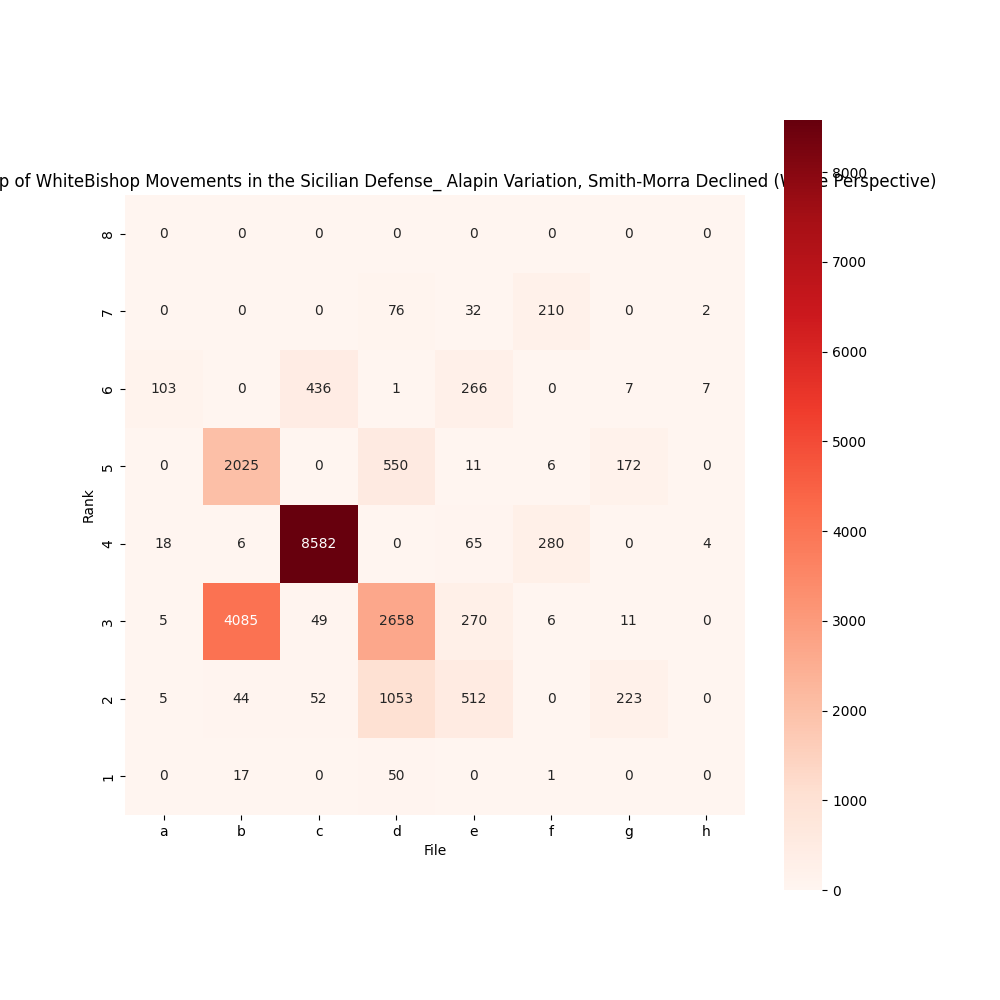 p of WhiteBishop Movements in the Sicilian Defense_ Alapin Variation, Smith-Morra Declined ( Perspective)
8 0 0 0 0 0 0 0 0
7 0 0 0 76 32 210 0 2
6 103 0 436 1 266 0 7 7
5 0 2025 0 550 11 6 172 0
4 18 6 8582 0 65 280 0 4
3 5 4085 49 2658 270 6 11 0
2 5 44 52 1053 512 0 223 0
1 0 17 0 50 0 1 0 0
a b c d e f g h
File
Rank
8000
7000
6000
5000
4000
3000
2000
1000
0